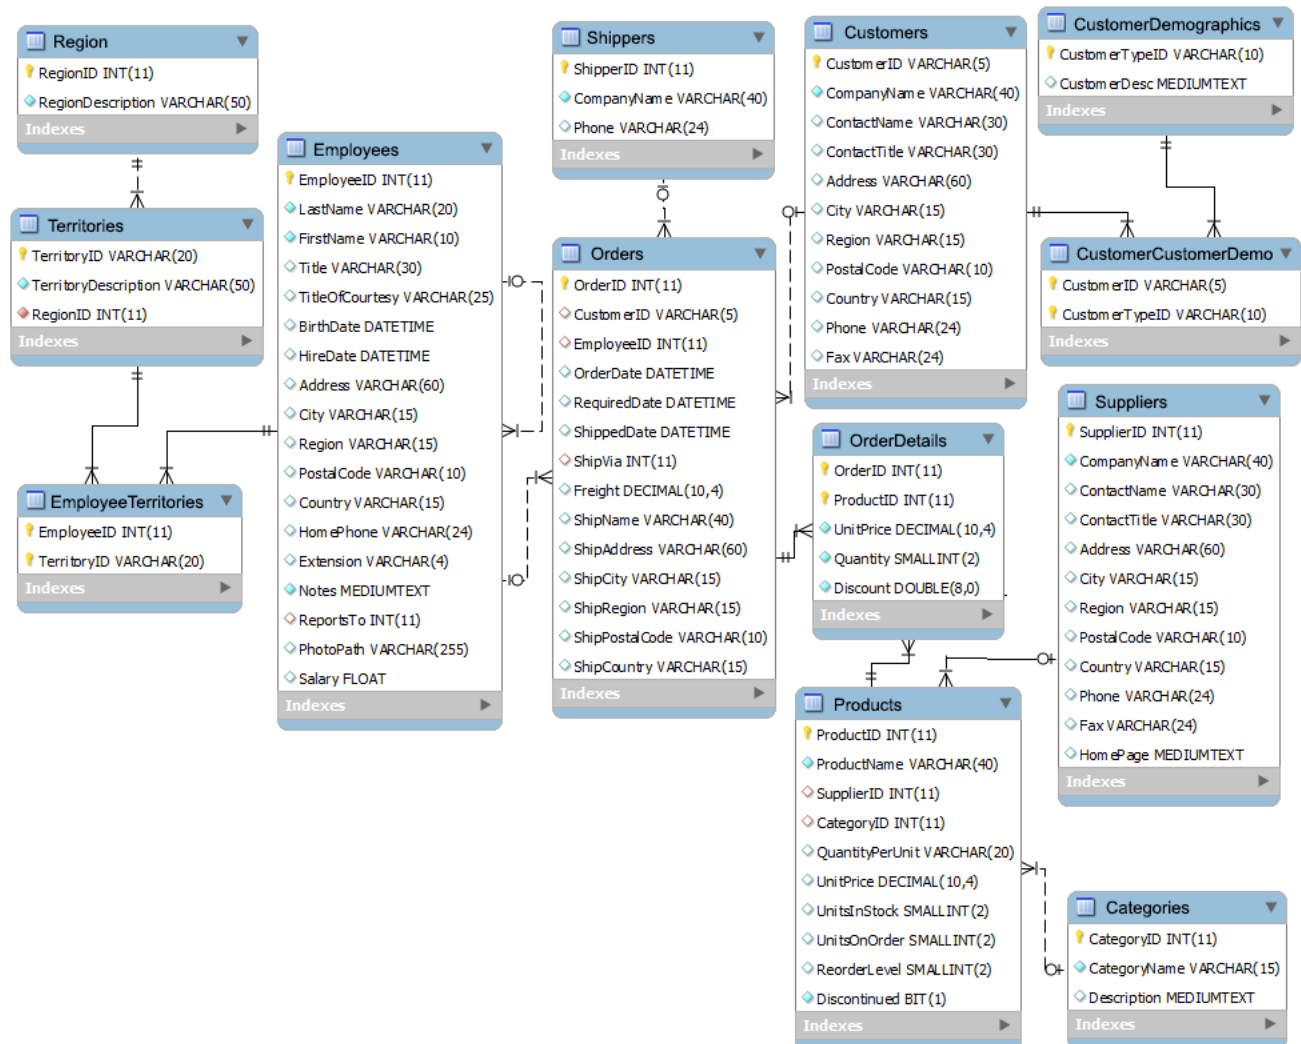 Region
RegionID INT(11)
RegionDescription VARCHAR(50)
Indexes
Territories
TerritoryID VARCHAR(20)
TerritoryDescription VARCHAR(50)
RegionID INT(11)
Indexes
EmployeeTerritories
EmployeeID INT(11)
TerritoryID VARCHAR(20)
Indexes
Employees
EmployeeID INT(11)
LastName VARCHAR(20)
FirstName VARCHAR(10)
Title VARCHAR(30)
TitleOfCourtesy VARCHAR(25)
BirthDate DATETIME
HireDate DATETIME
Address VARCHAR(60)
City VARCHAR(15)
Region VARCHAR(15)
PostalCode VARCHAR(10)
Country VARCHAR(15)
HomePhone VARCHAR(24)
Extension VARCHAR(4)
Notes MEDIUMTEXT
ReportsTo INT(11)
PhotoPath VARCHAR(255)
Salary FLOAT
Indexes
Shippers
ShipperID INT(11)
CompanyName VARCHAR(40)
Phone VARCHAR(24)
Indexes
Orders
OrderID INT(11)
CustomerID VARCHAR(5)
EmployeeID INT(11)
OrderDate DATETIME
RequiredDate DATETIME
ShippedDate DATETIME
ShipVia INT(11)
Freight DECIMAL(10,4)
ShipName VARCHAR(40)
ShipAddress VARCHAR(60)
ShipCity VARCHAR(15)
ShipRegion VARCHAR(15)
ShipPostalCode VARCHAR(10)
ShipCountry VARCHAR(15)
Indexes
Customers
CustomerID VARCHAR(5)
CompanyName VARCHAR(40)
ContactName VARCHAR(30)
ContactTitle VARCHAR(30)
Address VARCHAR(60)
City VARCHAR(15)
Region VARCHAR(15)
PostalCode VARCHAR(10)
Country VARCHAR(15)
Phone VARCHAR(24)
Fax VARCHAR(24)
Indexes
CustomerDemographics
CustomerTypeID VARCHAR(10)
CustomerDesc MEDIUMTEXT
Indexes
CustomerCustomerDemo
CustomerID VARCHAR(5)
CustomerTypeID VARCHAR(10)
Indexes
OrderDetails
OrderID INT(11)
ProductID INT(11)
UnitPrice DECIMAL(10,4)
Quantity SMALLINT(2)
Discount DOUBLE(8,0)
Indexes
Suppliers
SupplierID INT(11)
CompanyName VARCHAR(40)
ContactName VARCHAR(30)
ContactTitle VARCHAR(30)
Address VARCHAR(60)
City VARCHAR(15)
Region VARCHAR(15)
PostalCode VARCHAR(10)
Country VARCHAR(15)
Phone VARCHAR(24)
Fax VARCHAR(24)
HomePage MEDIUMTEXT
Indexes
Products
ProductID INT(11)
ProductName VARCHAR(40)
SupplierID INT(11)
CategoryID INT(11)
QuantityPerUnit VARCHAR(20)
UnitPrice DECIMAL(10,4)
UnitsInStock SMALLINT(2)
UnitsOnOrder SMALLINT(2)
ReorderLevel SMALLINT(2)
Discontinued BIT(1)
Indexes
Categories
CategoryID INT(11)
CategoryName VARCHAR(15)
Description MEDIUMTEXT
Indexes